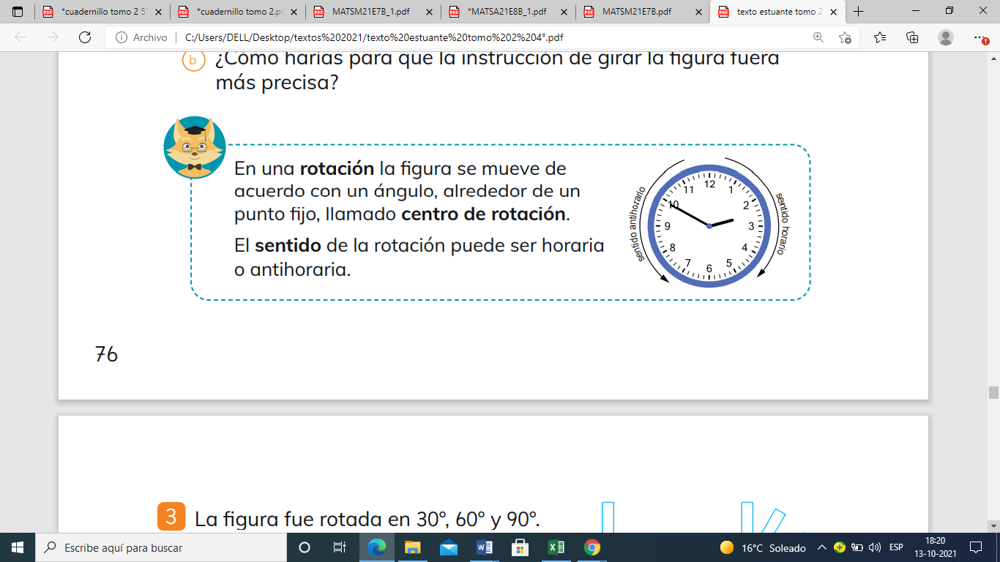 *cuadernillo tomo 2 5°
*cuadernillo tomo 2.pd
MATSM21E7B_1.pdf
*MATSA21E8B_1.pdf
MATSM21E7B.pdf
texto estuante tomo 2
Archivo
C:/Users/DELL/Desktop/textos%202021/texto%20estuante%20tomo%202%204°.pdf
b ¿Cómo harías para que la instrucción de girar la figura fuera
más precisa?
En una rotación la figura se mueve de
acuerdo con un ángulo, alrededor de un
punto fijo, llamado centro de rotación.
El sentido de la rotación puede ser horaria
o antihoraria.
sentido antihorario
12
1
2
3
4
5
6
7
8
9
10
11
sentido horario
76
3 La figura fue rotada en 30°, 60° y 90°.
Escribe aquí para buscar
16°C Soleado
ESP
18:20
13-10-2021